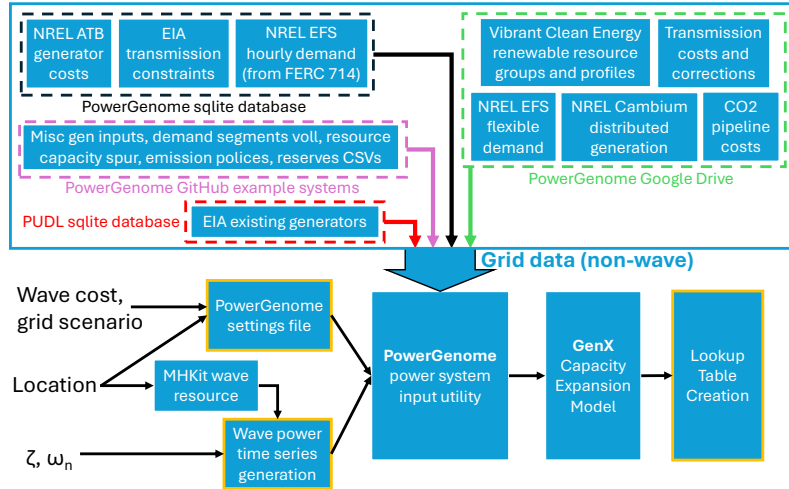 NREL ATB
generator
costs
EIA
transmission
constraints
NREL EFS
hourly demand
(from FERC 714)
PowerGenome sqlite database
Vibrant Clean Energy
renewable resource
groups and profiles
Transmission
costs and
corrections
NREL EFS
flexible
demand
NREL Cambium
distributed
generation
CO2
pipeline
costs
PowerGenome Google Drive
Misc gen inputs, demand segments voll, resource
capacity spur, emission polices, reserves CSVs
PowerGenome GitHub example systems
PUDL sqlite database
EIA existing generators
Grid data (non-wave)
Wave cost,
grid scenario
PowerGenome
settings file
Location
MHKit wave
resource
ζ, ωn
Wave power
time series
generation
PowerGenome
power system
input utility
GenX
Capacity
Expansion
Model
Lookup
Table
Creation